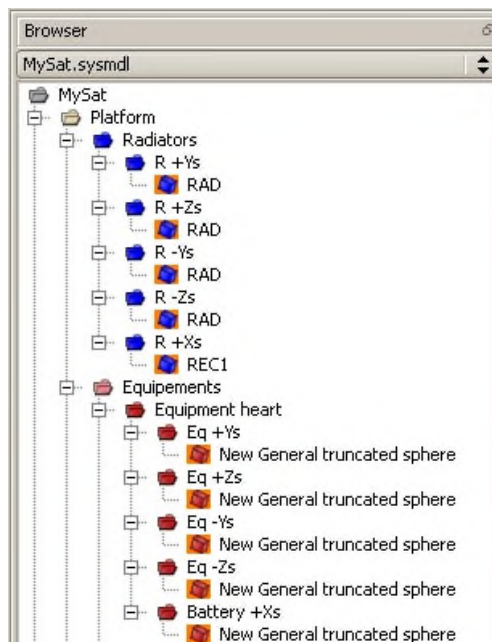 Browser
MySat.sysmdl
MySat
Platform
Radiators
R +Ys
RAD
R +Zs
RAD
R -Ys
RAD
R -Zs
RAD
R +Xs
REC1
Equipements
Equipment heart
Eq +Ys
New General truncated sphere
Eq +Zs
New General truncated sphere
Eq -Ys
New General truncated sphere
Eq -Zs
New General truncated sphere
Battery +Xs
New General truncated sphere